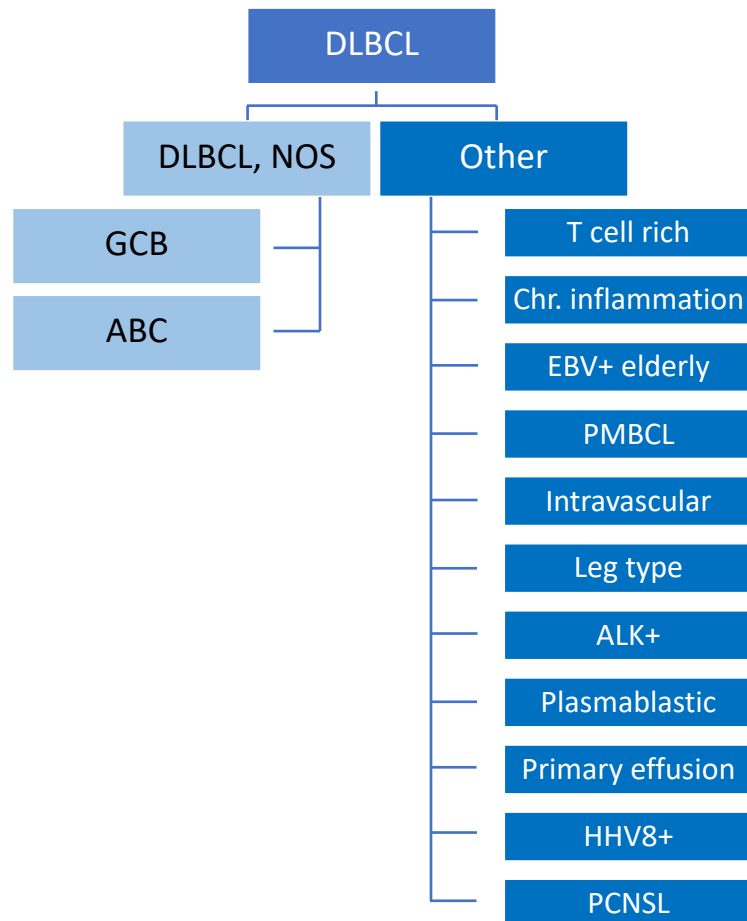 DLBCL
DLBCL, NOS
Other
GCB
ABC
T cell rich
Chr. inflammation
EBV+ elderly
PMBCL
Intravascular
Leg type
ALK+
Plasmablastic
Primary effusion
HHV8+
PCNSL